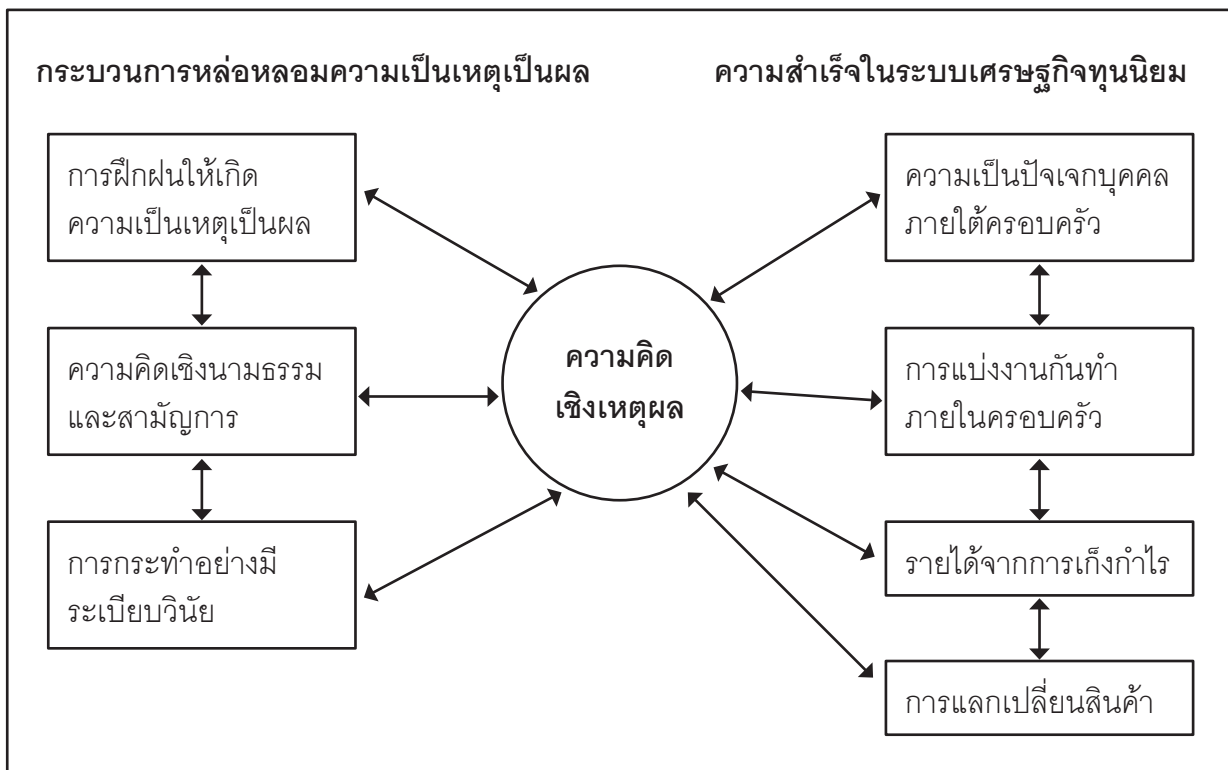 กระบวนการหล่อหลอมความเป็นเหตุเป็นผล
ความสำเร็จในระบบเศรษฐกิจทุนนิยม
การฝึกฝนให้เกิด
ความเป็นเหตุเป็นผล
ความคิดเชิงนามธรรม
และสามัญการ
การกระทำอย่างมี
ระเบียบวินัย
ความคิด
เชิงเหตุผล
ความเป็นปัจเจกบุคคล
ภายใต้ครอบครัว
การแบ่งงานกันทำ
ภายในครอบครัว
รายได้จากการเก็งกำไร
การแลกเปลี่ยนสินค้า